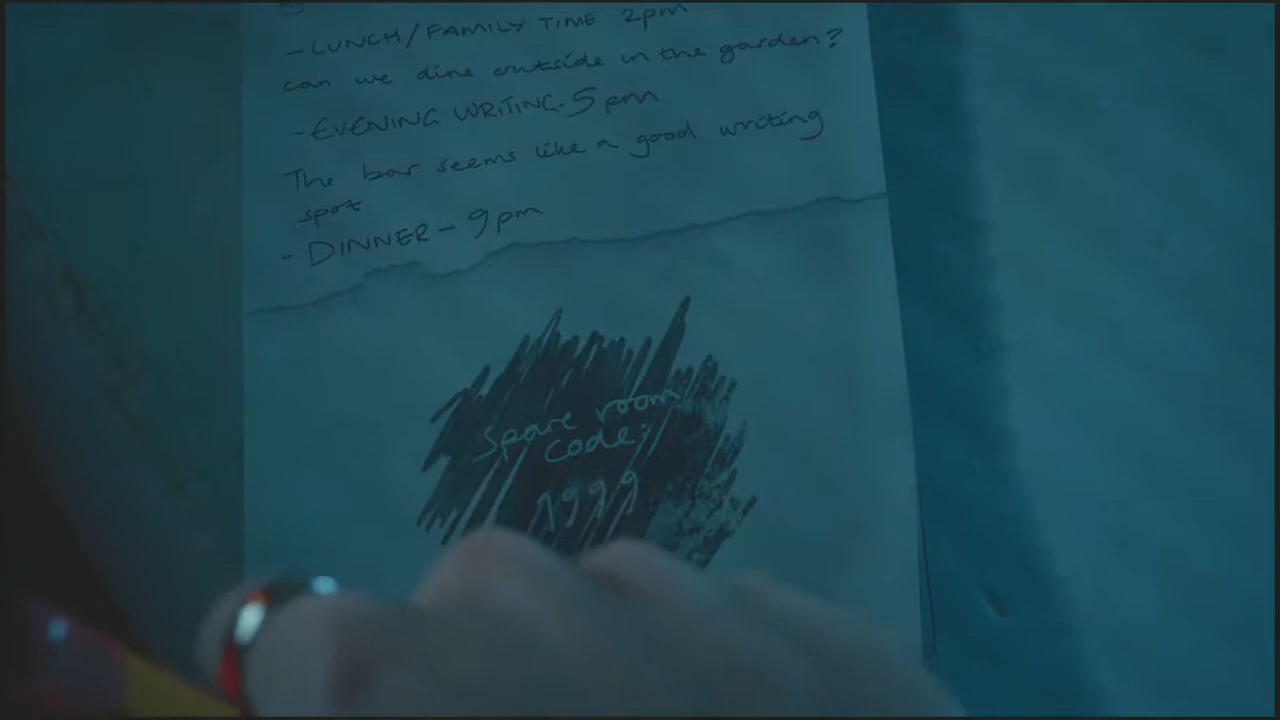 - LUNCH/FAMILY TIME 2pm
can we dine outside in the garden?
- EVENING WRITING - 5pm
The bar seems like a good writing
spot
- DINNER - 9pm
Spare room
code:
1999